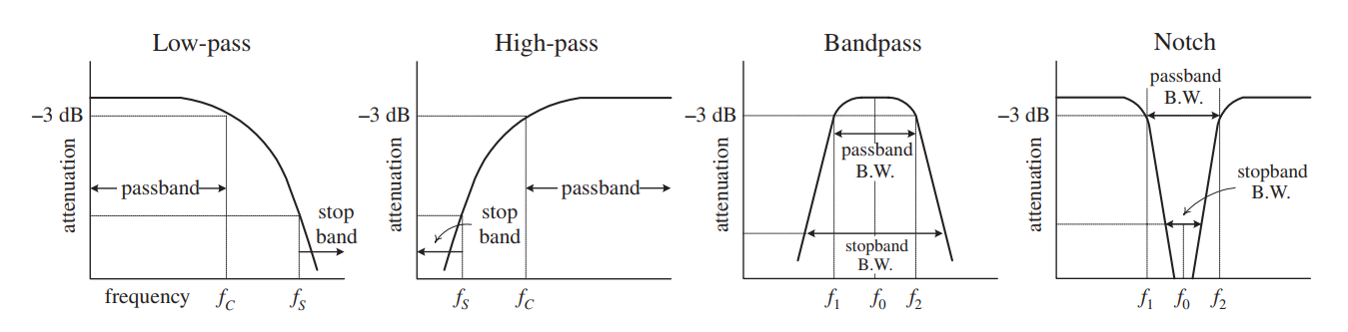 Low-pass
−3 dB
attenuation
passband
stop
band
frequency
f_C
f_S
High-pass
−3 dB
attenuation
passband
stop
band
f_S
f_C
Bandpass
−3 dB
attenuation
passband
B.W.
stopband
B.W.
f_1
f_0
f_2
Notch
passband
B.W.
−3 dB
attenuation
stopband
B.W.
f_1
f_0
f_2